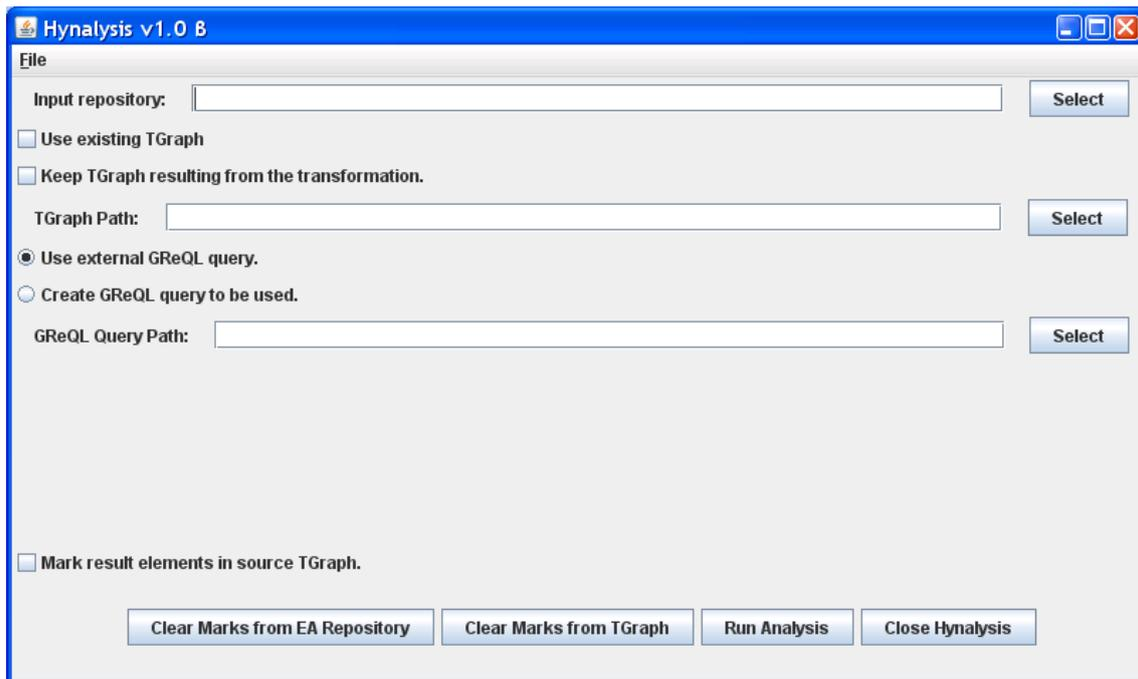 Hynalysis v1.0 ß
File
Input repository: Select
Use existing TGraph
Keep TGraph resulting from the transformation.
TGraph Path: Select
Use external GReQL query.
Create GReQL query to be used.
GReQL Query Path: Select
Mark result elements in source TGraph.
Clear Marks from EA Repository Clear Marks from TGraph Run Analysis Close Hynalysis